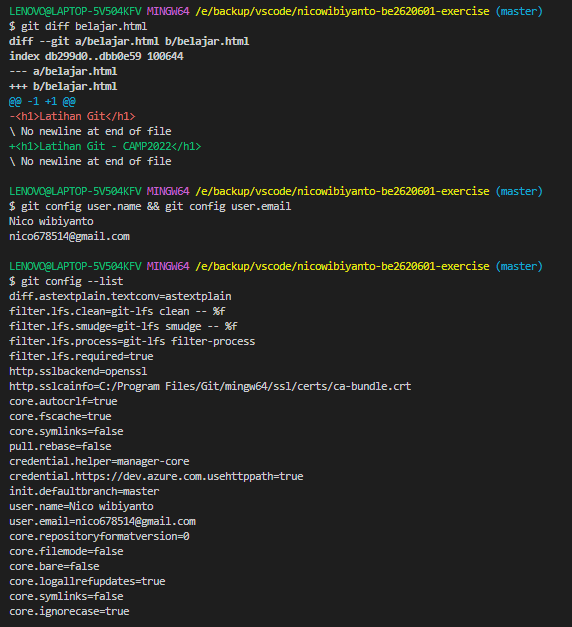 LENOVO@LAPTOP-5V504KFV MINGW64 /e/backup/vscode/nicowibiyanto-be2620601-exercise (master)
$ git diff belajar.html
diff --git a/belajar.html b/belajar.html
index db299d0..dbb0e59 100644
--- a/belajar.html
+++ b/belajar.html
@@ -1 +1 @@
-<h1>Latihan Git</h1>
\ No newline at end of file
+<h1>Latihan Git - CAMP2022</h1>
\ No newline at end of file
LENOVO@LAPTOP-5V504KFV MINGW64 /e/backup/vscode/nicowibiyanto-be2620601-exercise (master)
$ git config user.name && git config user.email
Nico wibiyanto
nico678514@gmail.com
LENOVO@LAPTOP-5V504KFV MINGW64 /e/backup/vscode/nicowibiyanto-be2620601-exercise (master)
$ git config --list
diff.astextplain.textconv=astextplain
filter.lfs.clean=git-lfs clean -- %f
filter.lfs.smudge=git-lfs smudge -- %f
filter.lfs.process=git-lfs filter-process
filter.lfs.required=true
http.sslbackend=openssl
http.sslcainfo=C:/Program Files/Git/mingw64/ssl/certs/ca-bundle.crt
core.autocrlf=true
core.fscache=true
core.symlinks=false
pull.rebase=false
credential.helper=manager-core
credential.https://dev.azure.com.usehttppath=true
init.defaultbranch=master
user.name=Nico wibiyanto
user.email=nico678514@gmail.com
core.repositoryformatversion=0
core.filemode=false
core.bare=false
core.logallrefupdates=true
core.symlinks=false
core.ignorecase=true